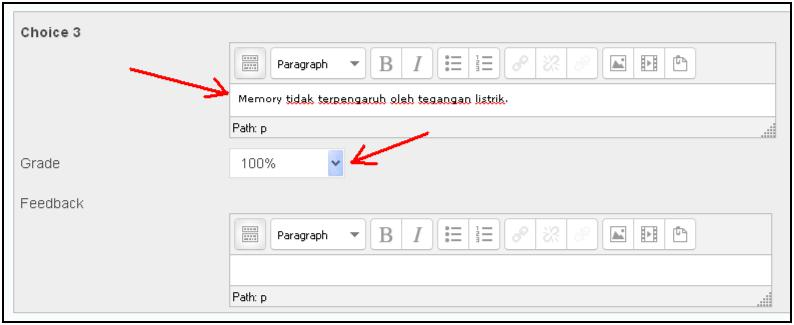 Choice 3
Paragraph B I
Memory tidak terpengaruh oleh tegangan listrik.
Path: p
Grade 100%
Feedback
Paragraph B I
Path: p